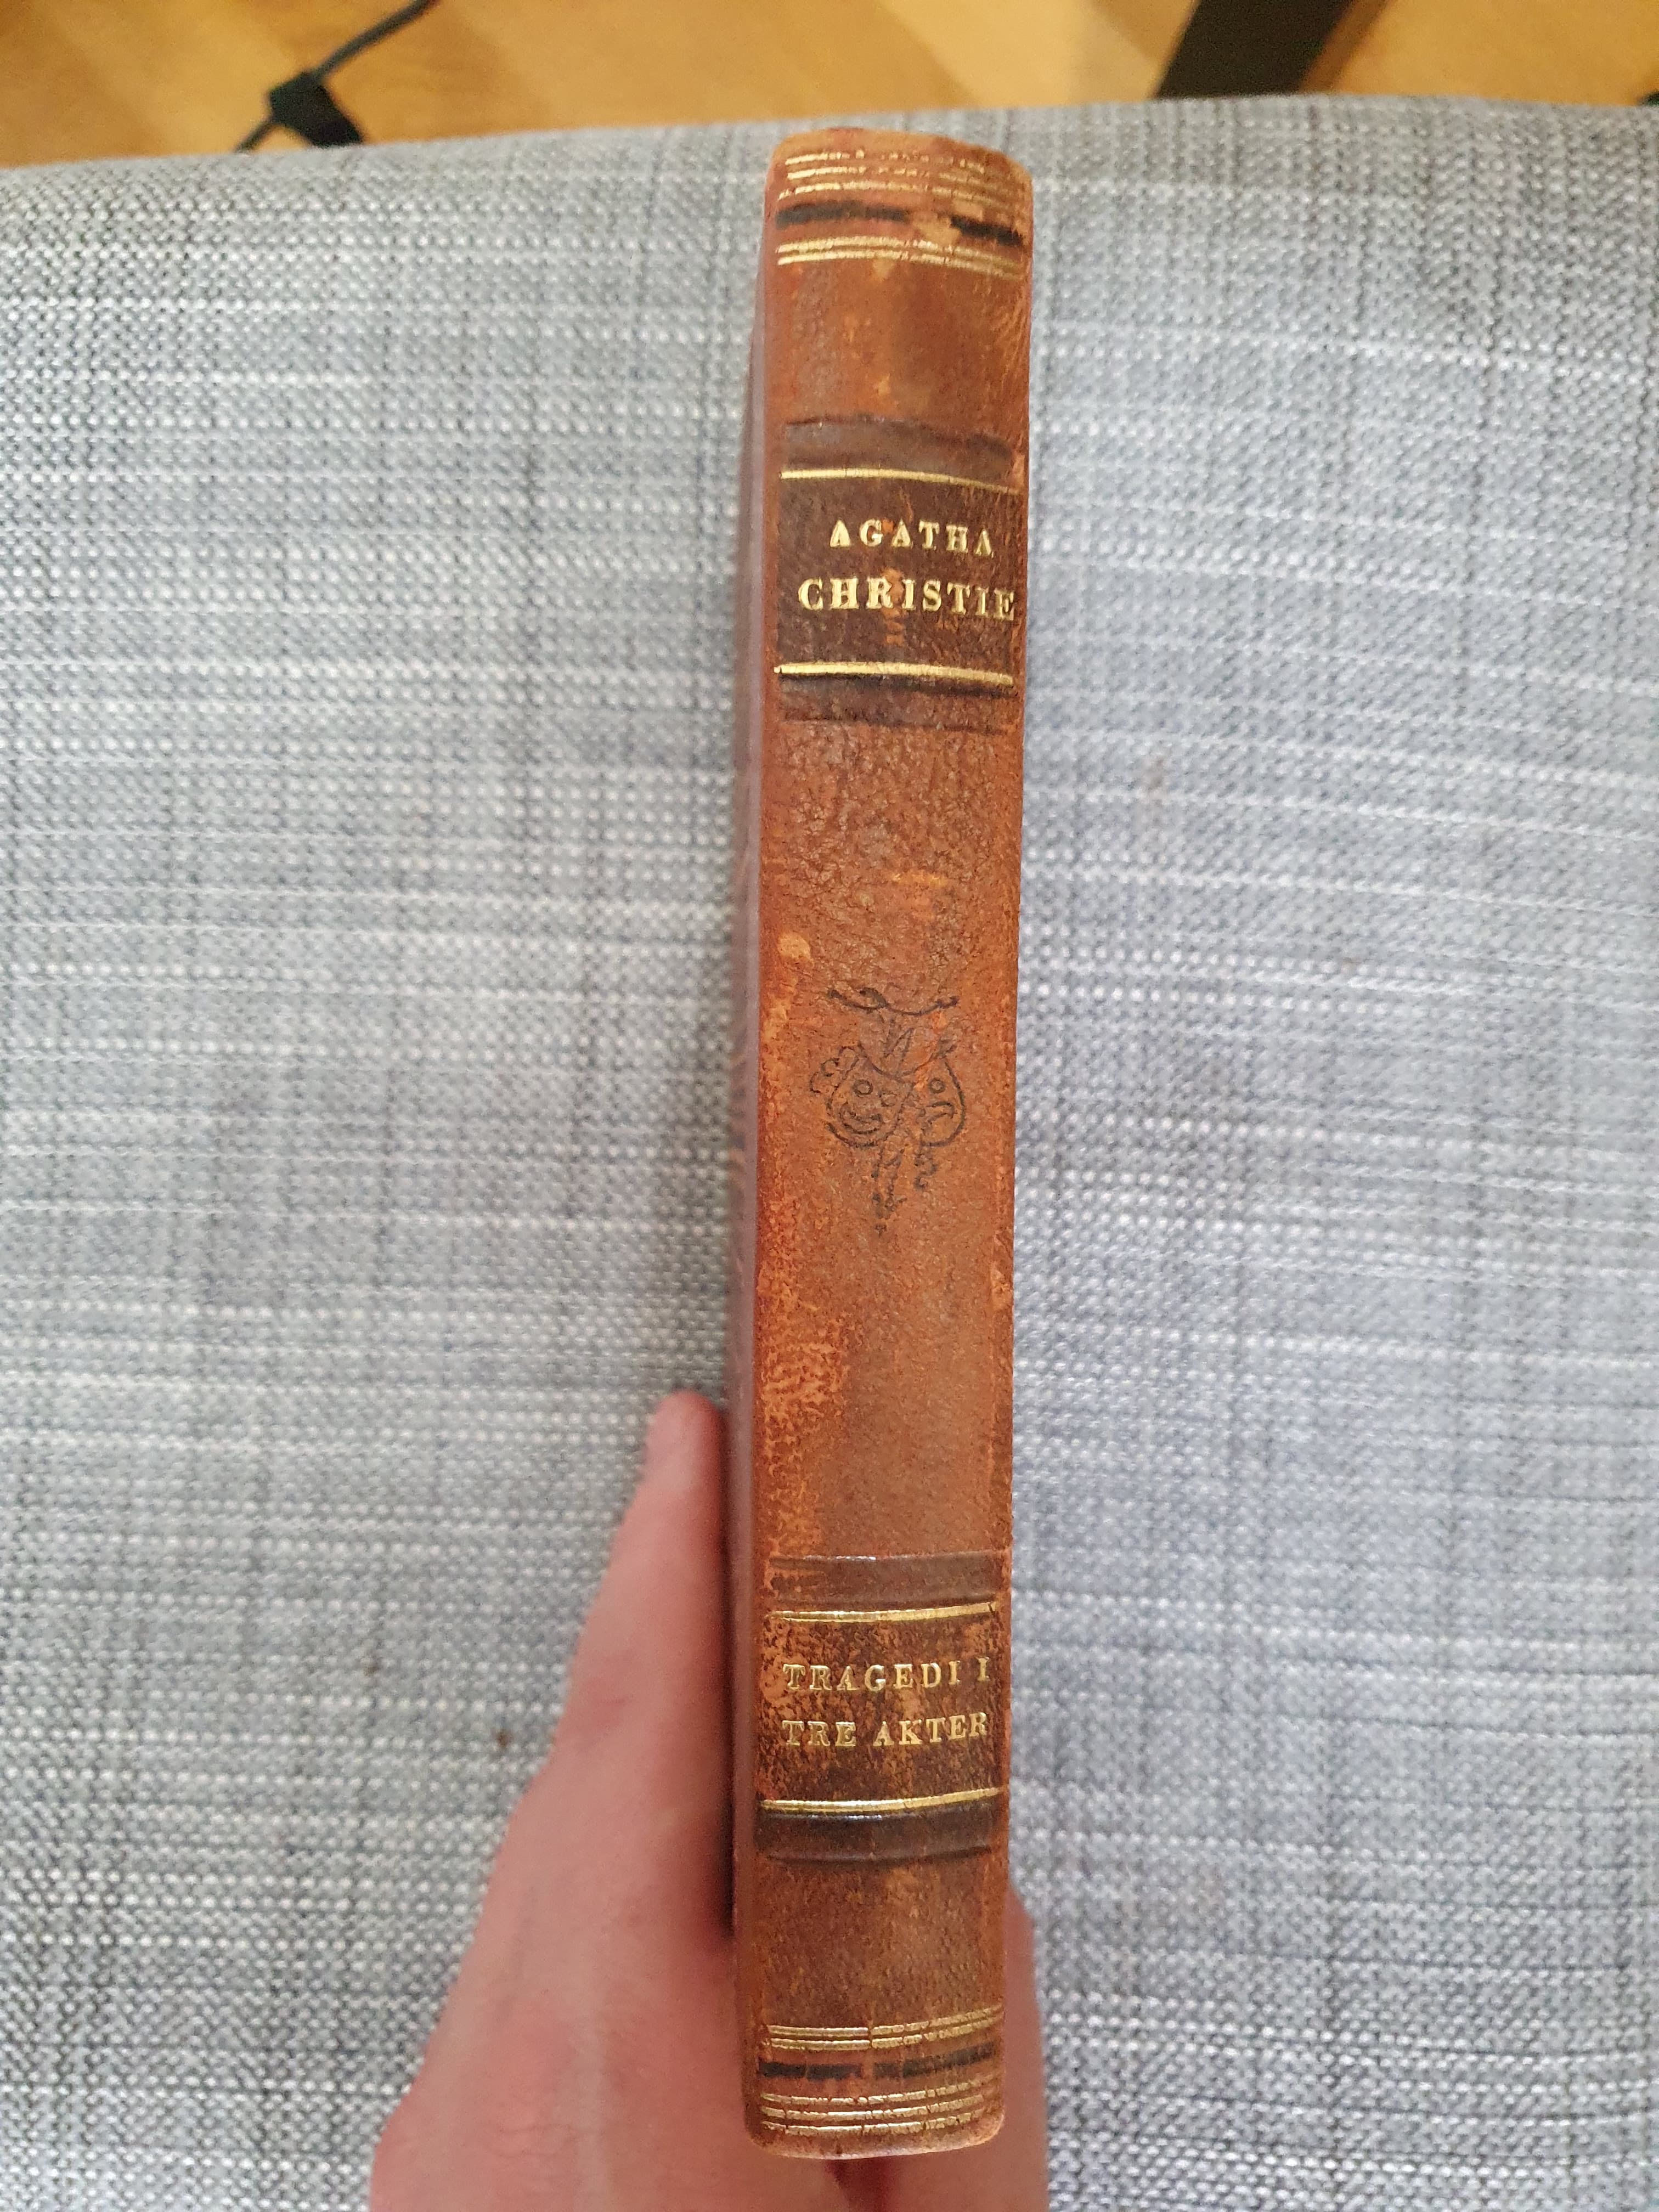 AGATHA
CHRISTIE
TRAGEDI I
TRE AKTER